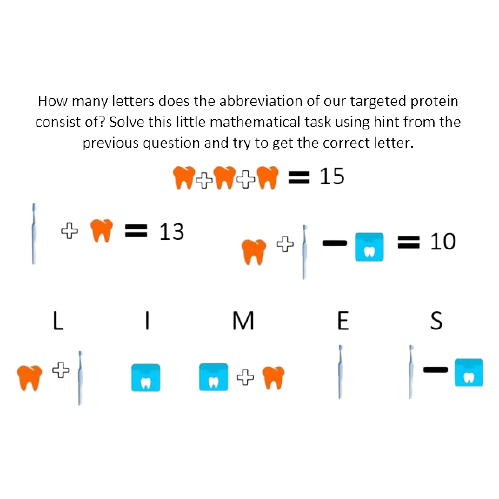 How many letters does the abbreviation of our targeted protein
consist of? Solve this little mathematical task using hint from the
previous question and try to get the correct letter.
+ + = 15
+ = 13
+ − = 10
L I M E S
+ + −